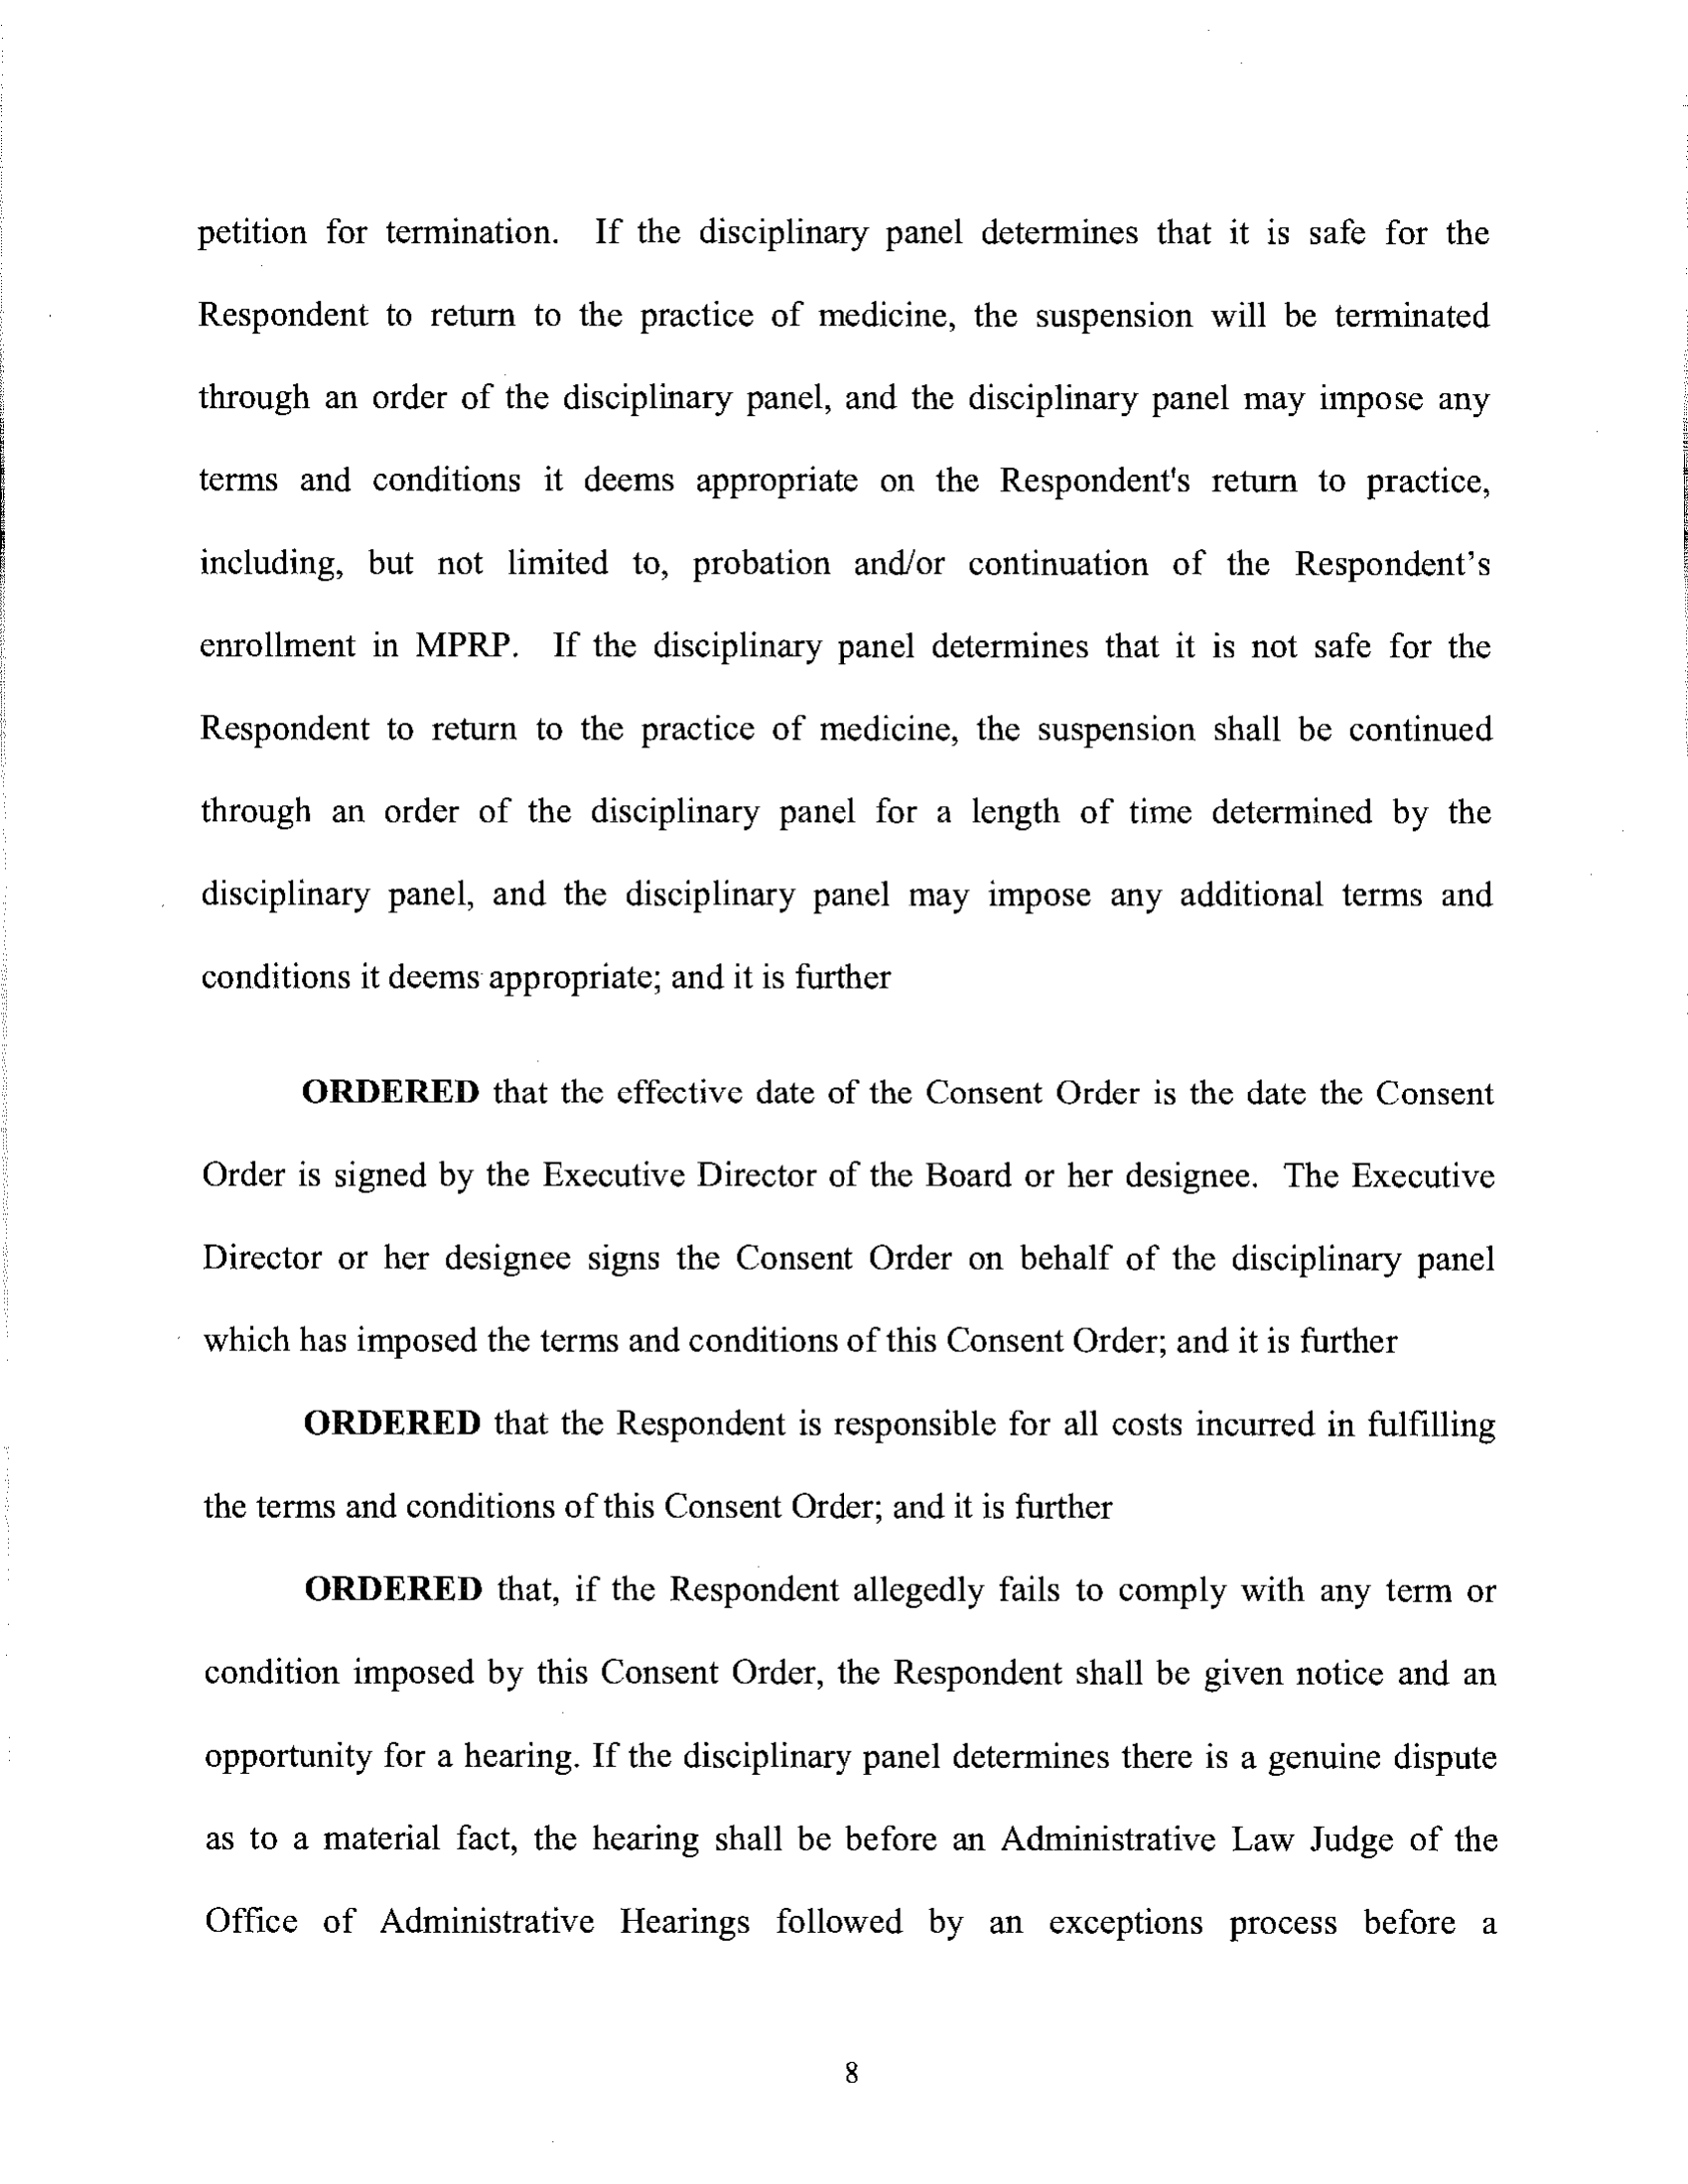 petition for termination. If the disciplinary panel determines that it is safe for the
Respondent to return to the practice of medicine, the suspension will be terminated
through an order of the disciplinary panel, and the disciplinary panel may impose any
terms and conditions it deems appropriate on the Respondent's return to practice,
including, but not limited to, probation and/or continuation of the Respondent’s
enrollment in MPRP. If the disciplinary panel determines that it is not safe for the
Respondent to return to the practice of medicine, the suspension shall be continued
through an order of the disciplinary panel for a length of time determined by the
disciplinary panel, and the disciplinary panel may impose any additional terms and
conditions it deems appropriate; and it is further
ORDERED that the effective date of the Consent Order is the date the Consent
Order is signed by the Executive Director of the Board or her designee. The Executive
Director or her designee signs the Consent Order on behalf of the disciplinary panel
which has imposed the terms and conditions of this Consent Order; and it is further
ORDERED that the Respondent is responsible for all costs incurred in fulfilling
the terms and conditions of this Consent Order; and it is further
ORDERED that, if the Respondent allegedly fails to comply with any term or
condition imposed by this Consent Order, the Respondent shall be given notice and an
opportunity for a hearing. If the disciplinary panel determines there is a genuine dispute
as to a material fact, the hearing shall be before an Administrative Law Judge of the
Office of Administrative Hearings followed by an exceptions process before a
8